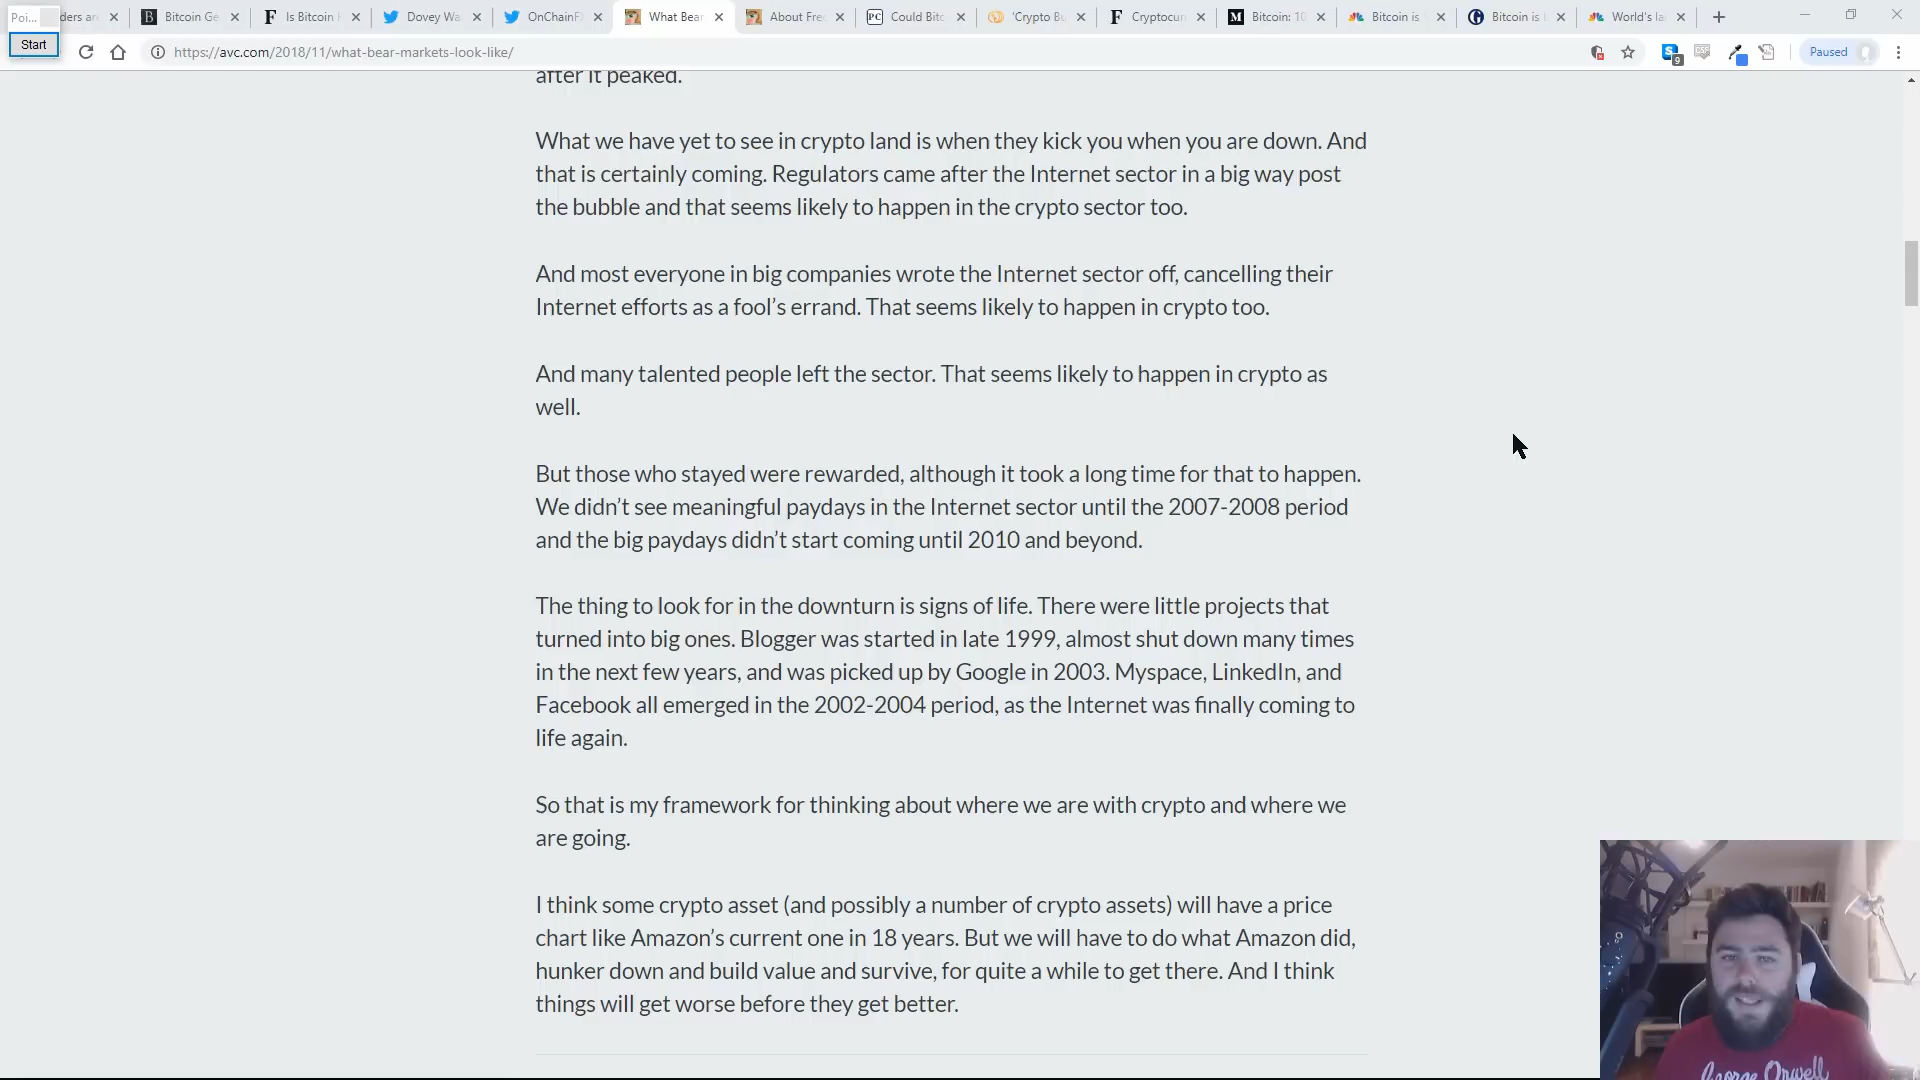 Poi...
ders are
Bitcoin Ge
Is Bitcoin
Dovey Wa
OnChainF
What Bear
About Fre
Could Bitc
'Crypto Bu
Cryptocur
Bitcoin: 10
Bitcoin is
Bitcoin is
World's la
Start
https://avc.com/2018/11/what-bear-markets-look-like/
9
Paused
after it peaked.
What we have yet to see in crypto land is when they kick you when you are down. And
that is certainly coming. Regulators came after the Internet sector in a big way post
the bubble and that seems likely to happen in the crypto sector too.
And most everyone in big companies wrote the Internet sector off, cancelling their
Internet efforts as a fool’s errand. That seems likely to happen in crypto too.
And many talented people left the sector. That seems likely to happen in crypto as
well.
But those who stayed were rewarded, although it took a long time for that to happen.
We didn’t see meaningful paydays in the Internet sector until the 2007-2008 period
and the big paydays didn’t start coming until 2010 and beyond.
The thing to look for in the downturn is signs of life. There were little projects that
turned into big ones. Blogger was started in late 1999, almost shut down many times
in the next few years, and was picked up by Google in 2003. Myspace, LinkedIn, and
Facebook all emerged in the 2002-2004 period, as the Internet was finally coming to
life again.
So that is my framework for thinking about where we are with crypto and where we
are going.
I think some crypto asset (and possibly a number of crypto assets) will have a price
chart like Amazon’s current one in 18 years. But we will have to do what Amazon did,
hunker down and build value and survive, for quite a while to get there. And I think
things will get worse before they get better.
George Orwell